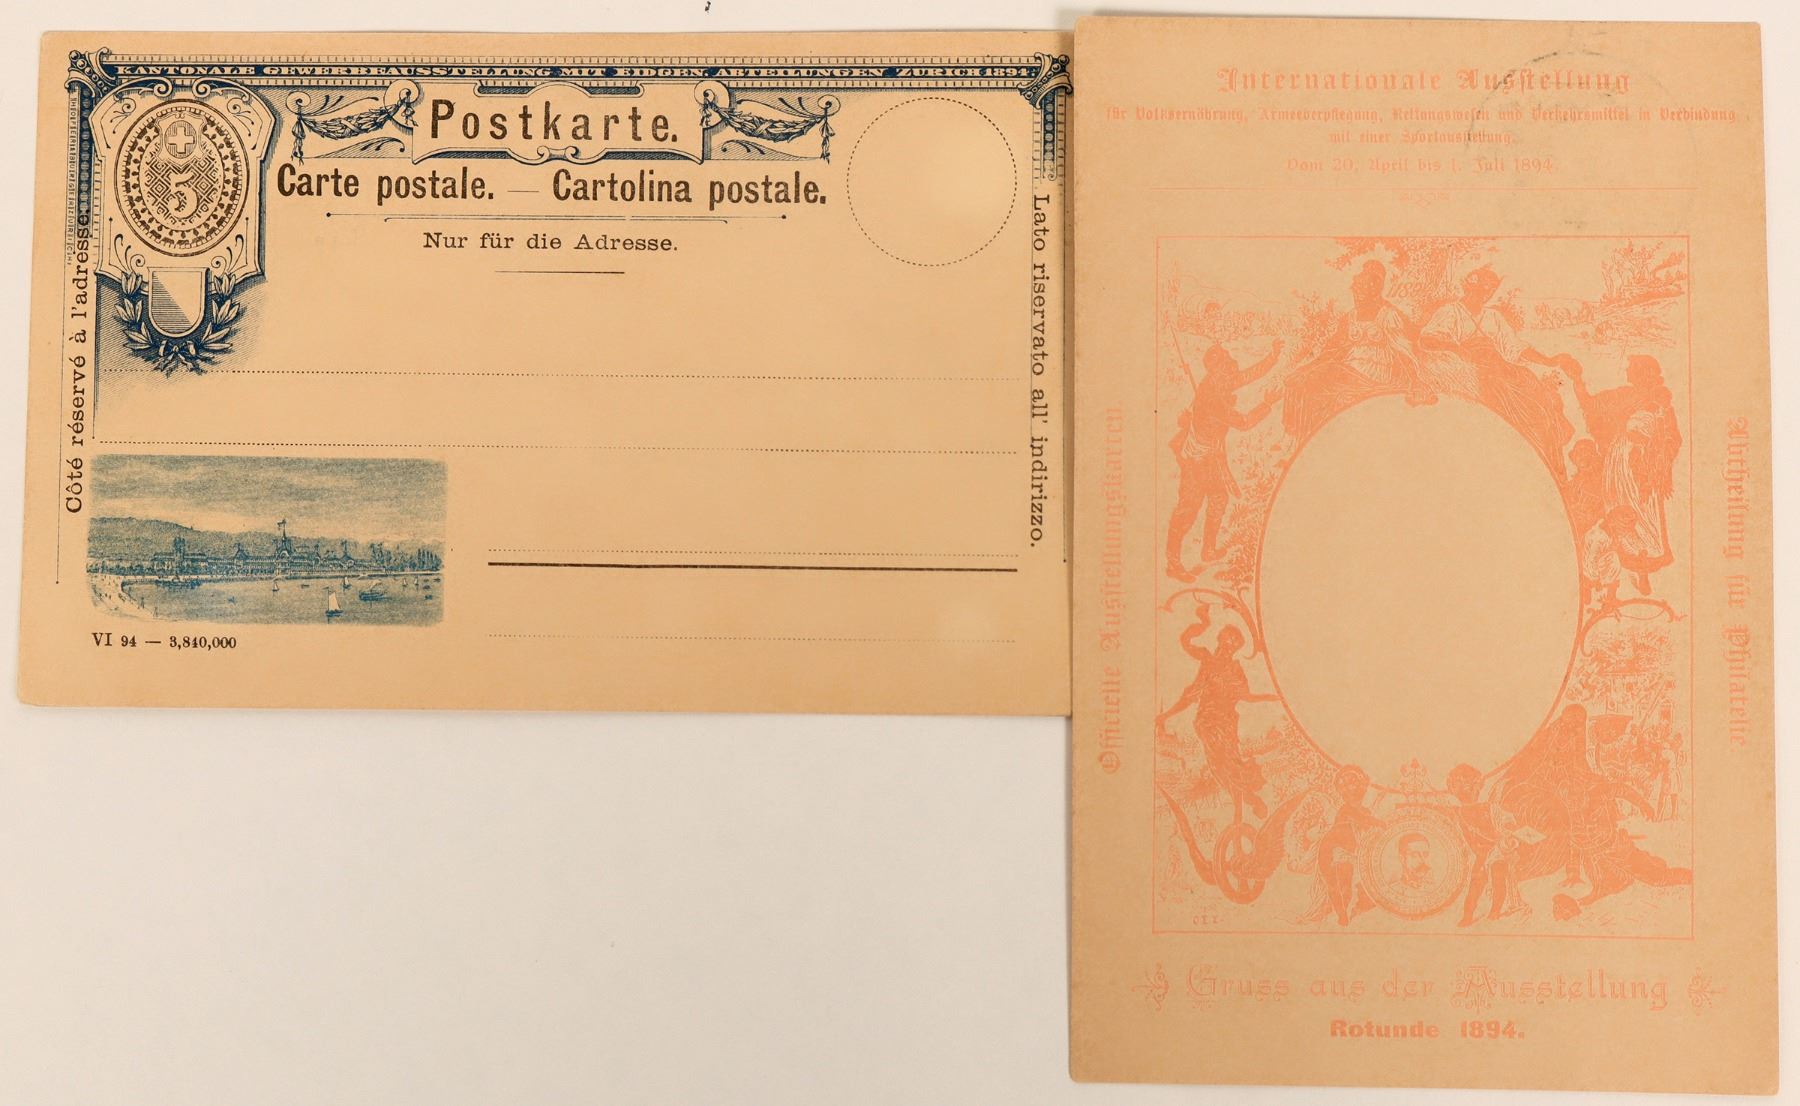 KANTONALE GEWERBEAUSSTELLUNG MIT EIDGEN. ABTEILUNGEN ZÜRICH 1894.
Postkarte.
Carte postale. — Cartolina postale.
Nur für die Adresse.
Côté réservé à l'adresse.
Lato riservato all' indirizzo.
5
VI 94 — 3,840,000
Internationale Ausstellung
für Volksernährung, Armeeverpflegung, Rettungswesen und Verkehrsmittel in Verbindung
mit einer Sportausstellung.
Vom 20. April bis 1. Juli 1894.
Officielle Ausstellungskarten.
Abtheilung für Philatelie
Gruss aus der Ausstellung
Rotunde 1894.